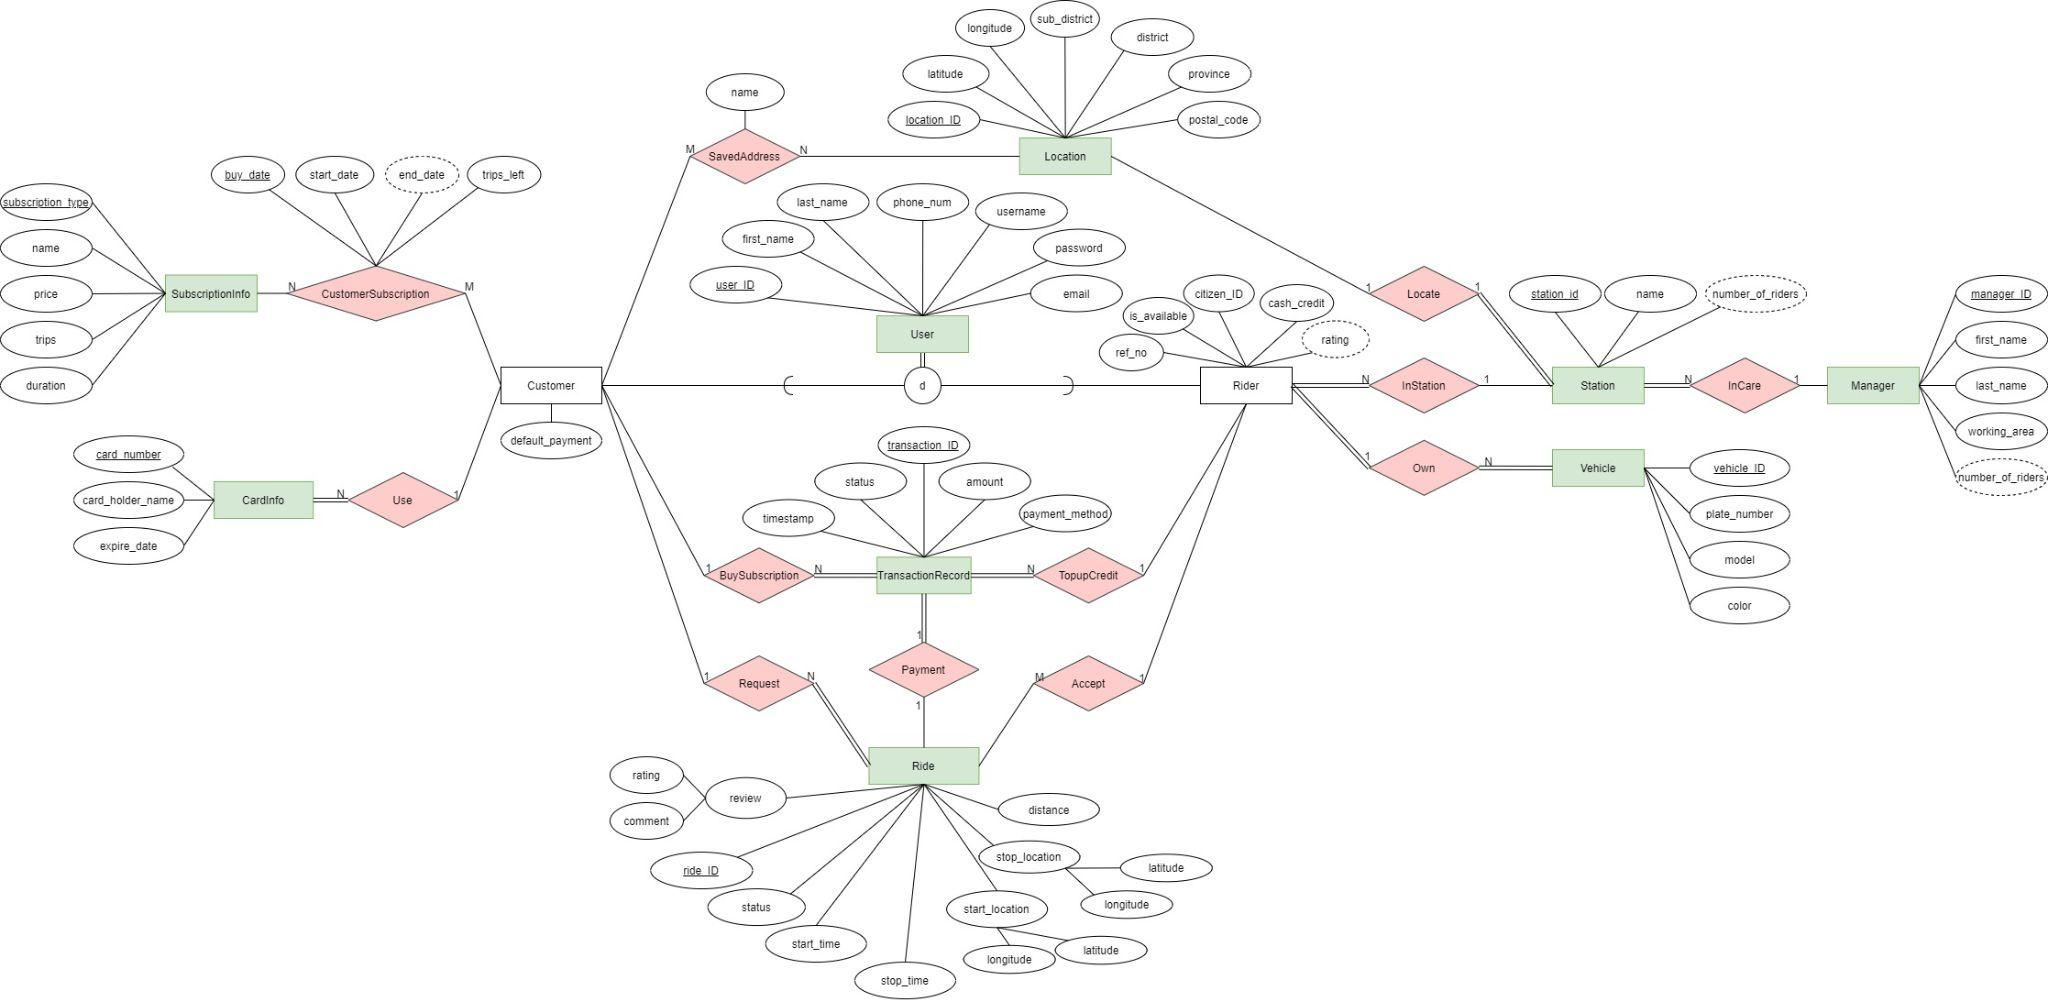 sub_district
longitude
district
latitude
province
name
location_ID
postal_code
M
SavedAddress
N
Location
buy_date
start_date
end_date
trips_left
subscription_type
last_name
phone_num
username
first_name
password
name
user_ID
email
citizen_ID
cash_credit
price
SubscriptionInfo
N
CustomerSubscription
M
1
Locate
1
station_id
name
number_of_riders
manager_ID
is_available
User
rating
trips
ref_no
first_name
duration
Customer
d
Rider
N
InStation
1
Station
N
InCare
1
Manager
last_name
default_payment
transaction_ID
working_area
card_number
status
amount
1
Own
N
Vehicle
vehicle_ID
number_of_riders
card_holder_name
CardInfo
N
Use
1
timestamp
payment_method
plate_number
expire_date
model
1
BuySubscription
N
TransactionRecord
N
TopupCredit
1
color
1
Payment
1
1
Request
N
M
Accept
1
Ride
rating
review
comment
distance
stop_location
latitude
longitude
ride_ID
status
start_location
latitude
longitude
start_time
stop_time